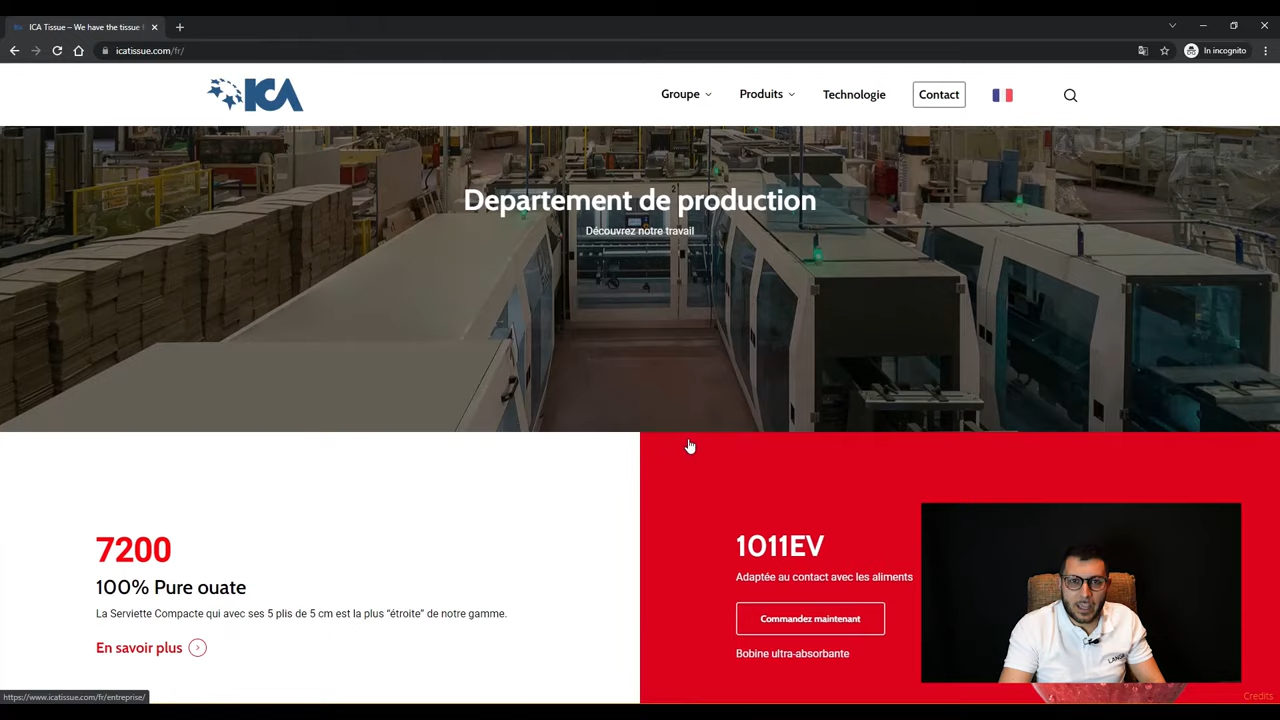 ICA Tissue – We have the tissue
icatissue.com/fr/
In incognito
ICA
Groupe
Produits
Technologie
Contact
Departement de production
Découvrez notre travail
2
7200
100% Pure ouate
La Serviette Compacte qui avec ses 5 plis de 5 cm est la plus “étroite” de notre gamme.
En savoir plus
1011EV
Adaptée au contact avec les aliments
Commandez maintenant
Bobine ultra-absorbante
https://www.icatissue.com/fr/entreprise/
Credits